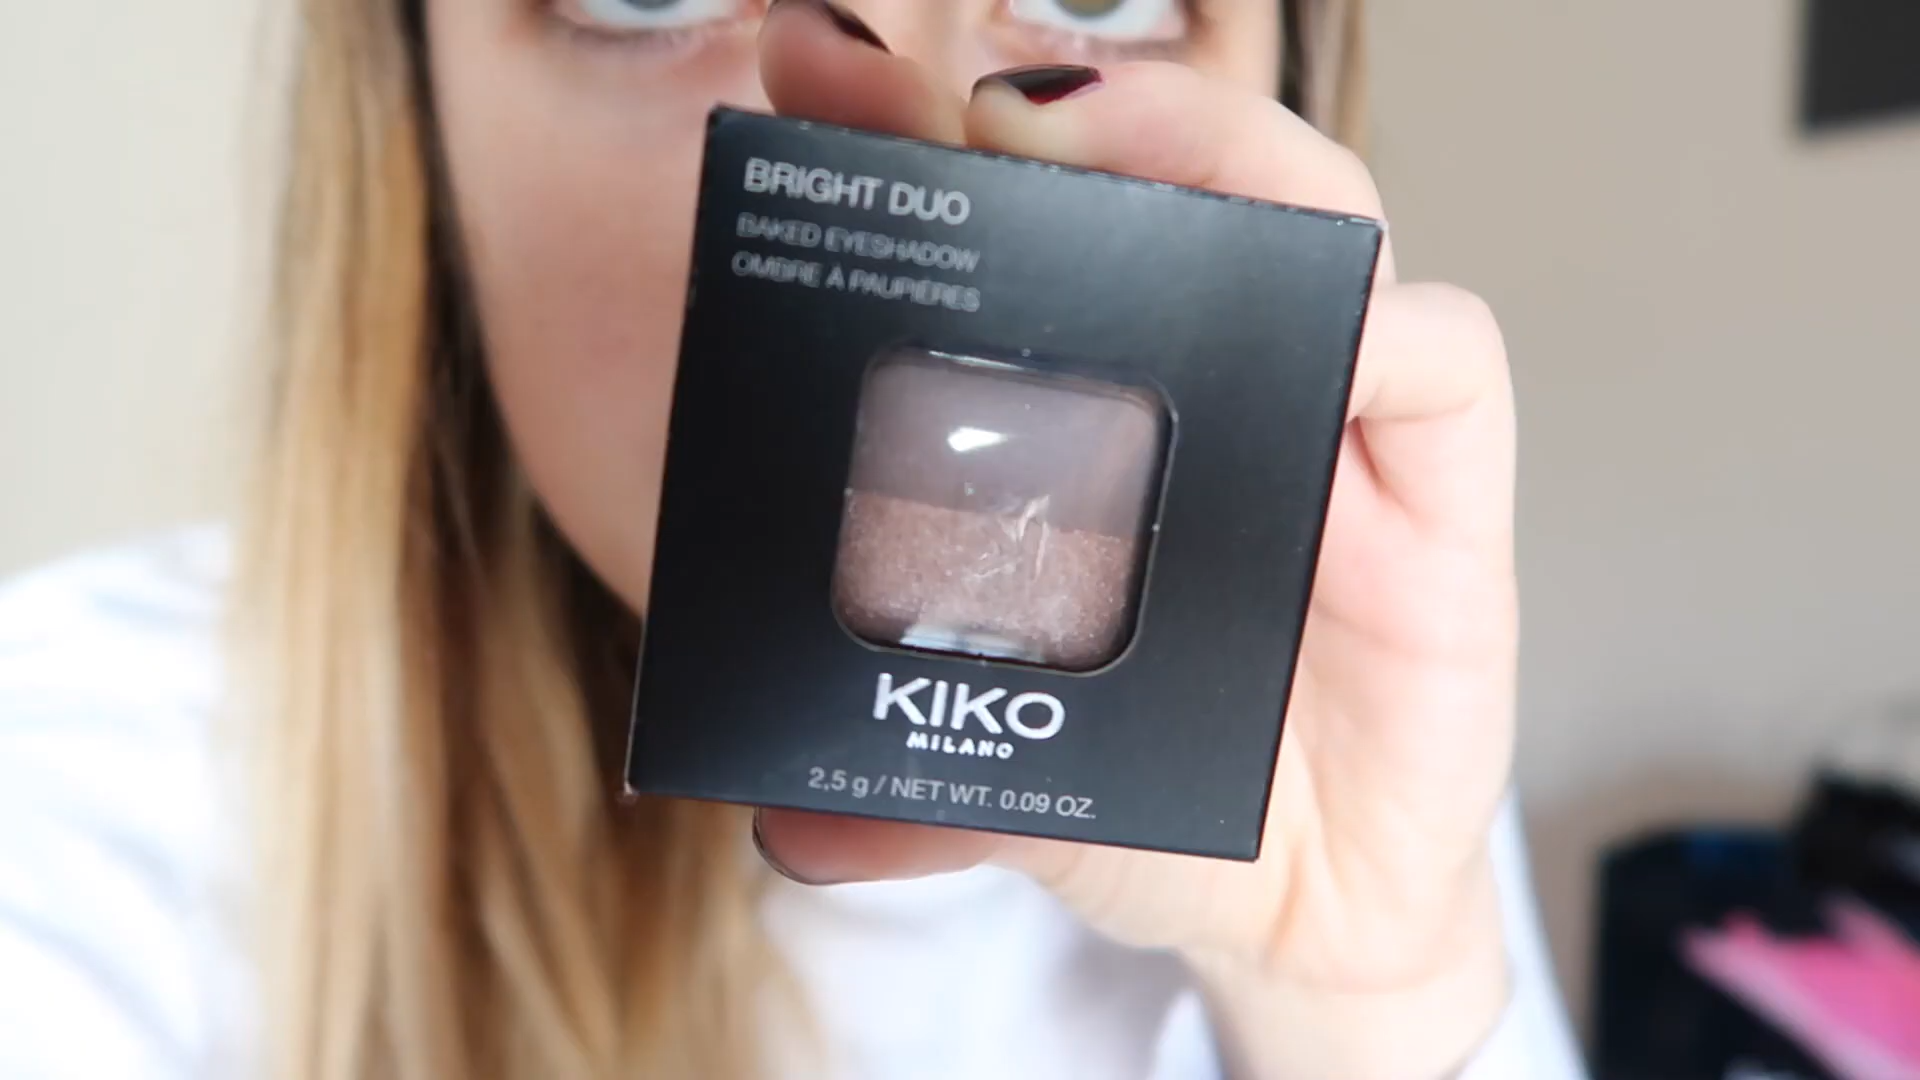 BRIGHT DUO
BAKED EYESHADOW
OMBRE À PAUPIÈRES
KIKO
MILANO
2,5 g / NET WT. 0.09 OZ.